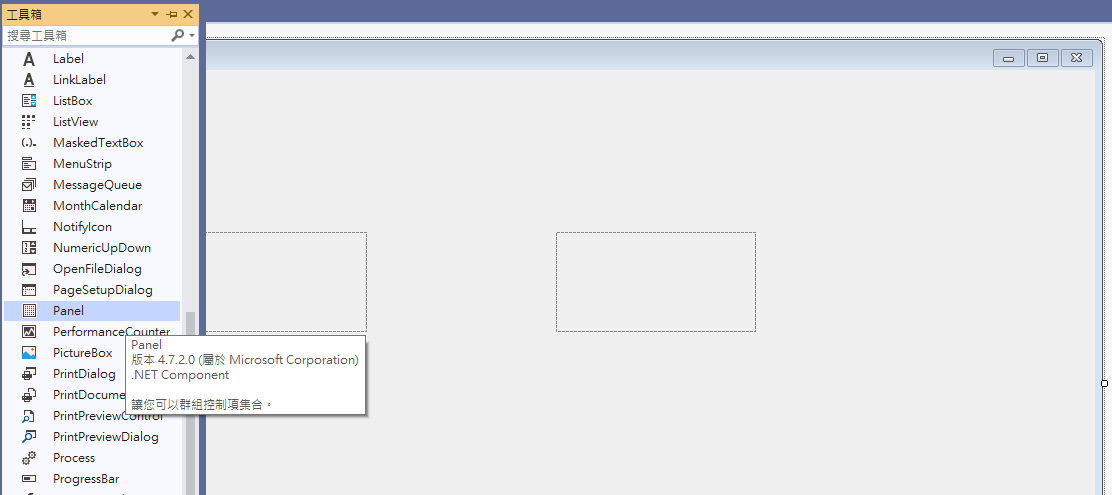 工具箱
搜尋工具箱
Label
LinkLabel
ListBox
ListView
MaskedTextBox
MenuStrip
MessageQueue
MonthCalendar
NotifyIcon
NumericUpDown
OpenFileDialog
PageSetupDialog
Panel
PerformanceCounter
PictureBox
PrintDialog
PrintDocume
PrintPreviewControl
PrintPreviewDialog
Process
ProgressBar
Panel
版本 4.7.2.0 (屬於 Microsoft Corporation)
.NET Component
讓您可以群組控制項集合。